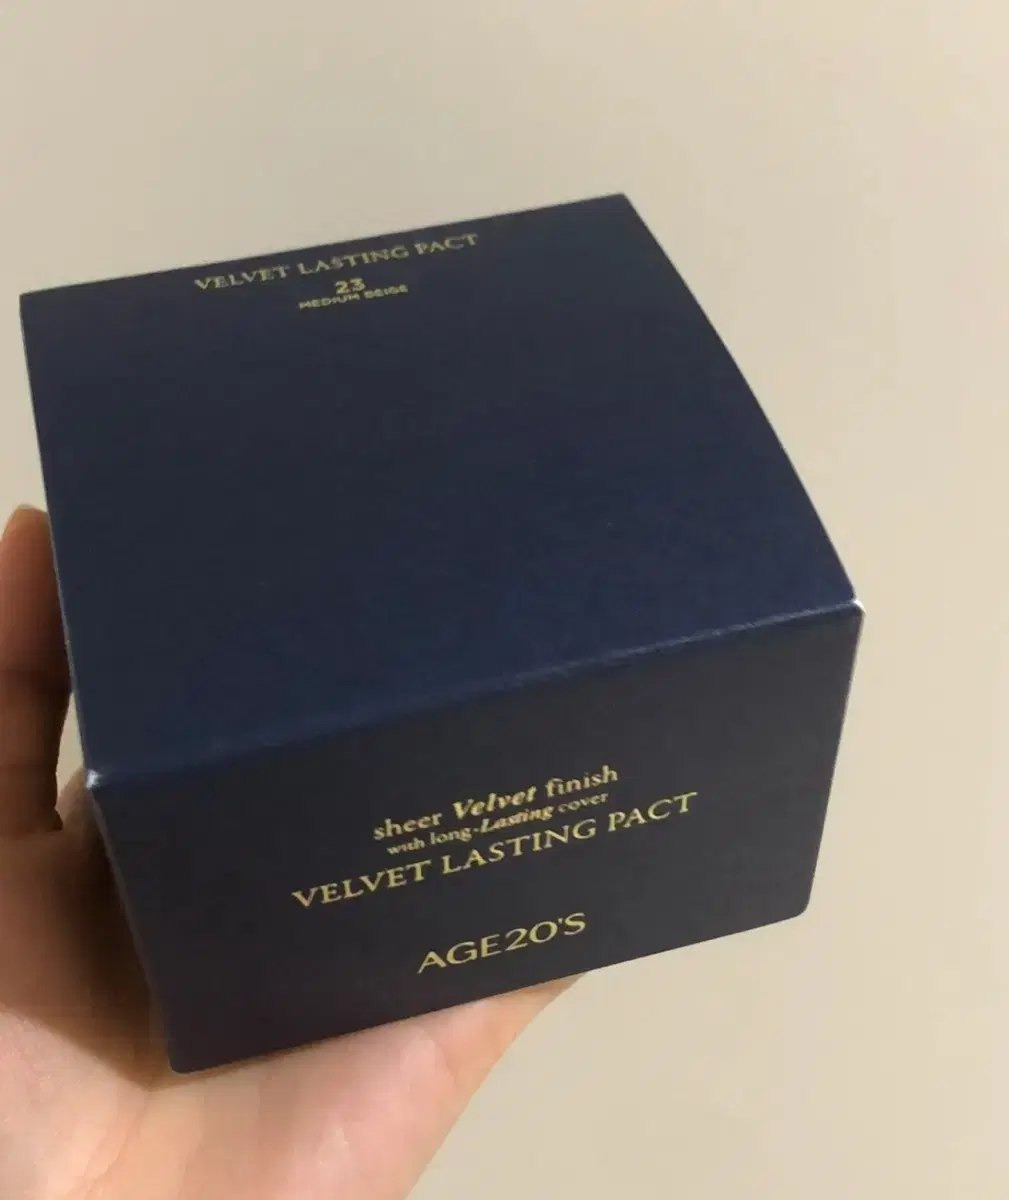 VELVET LASTING PACT
23
MEDIUM BEIGE
sheer Velvet finish
with long-Lasting cover
VELVET LASTING PACT
AGE20'S